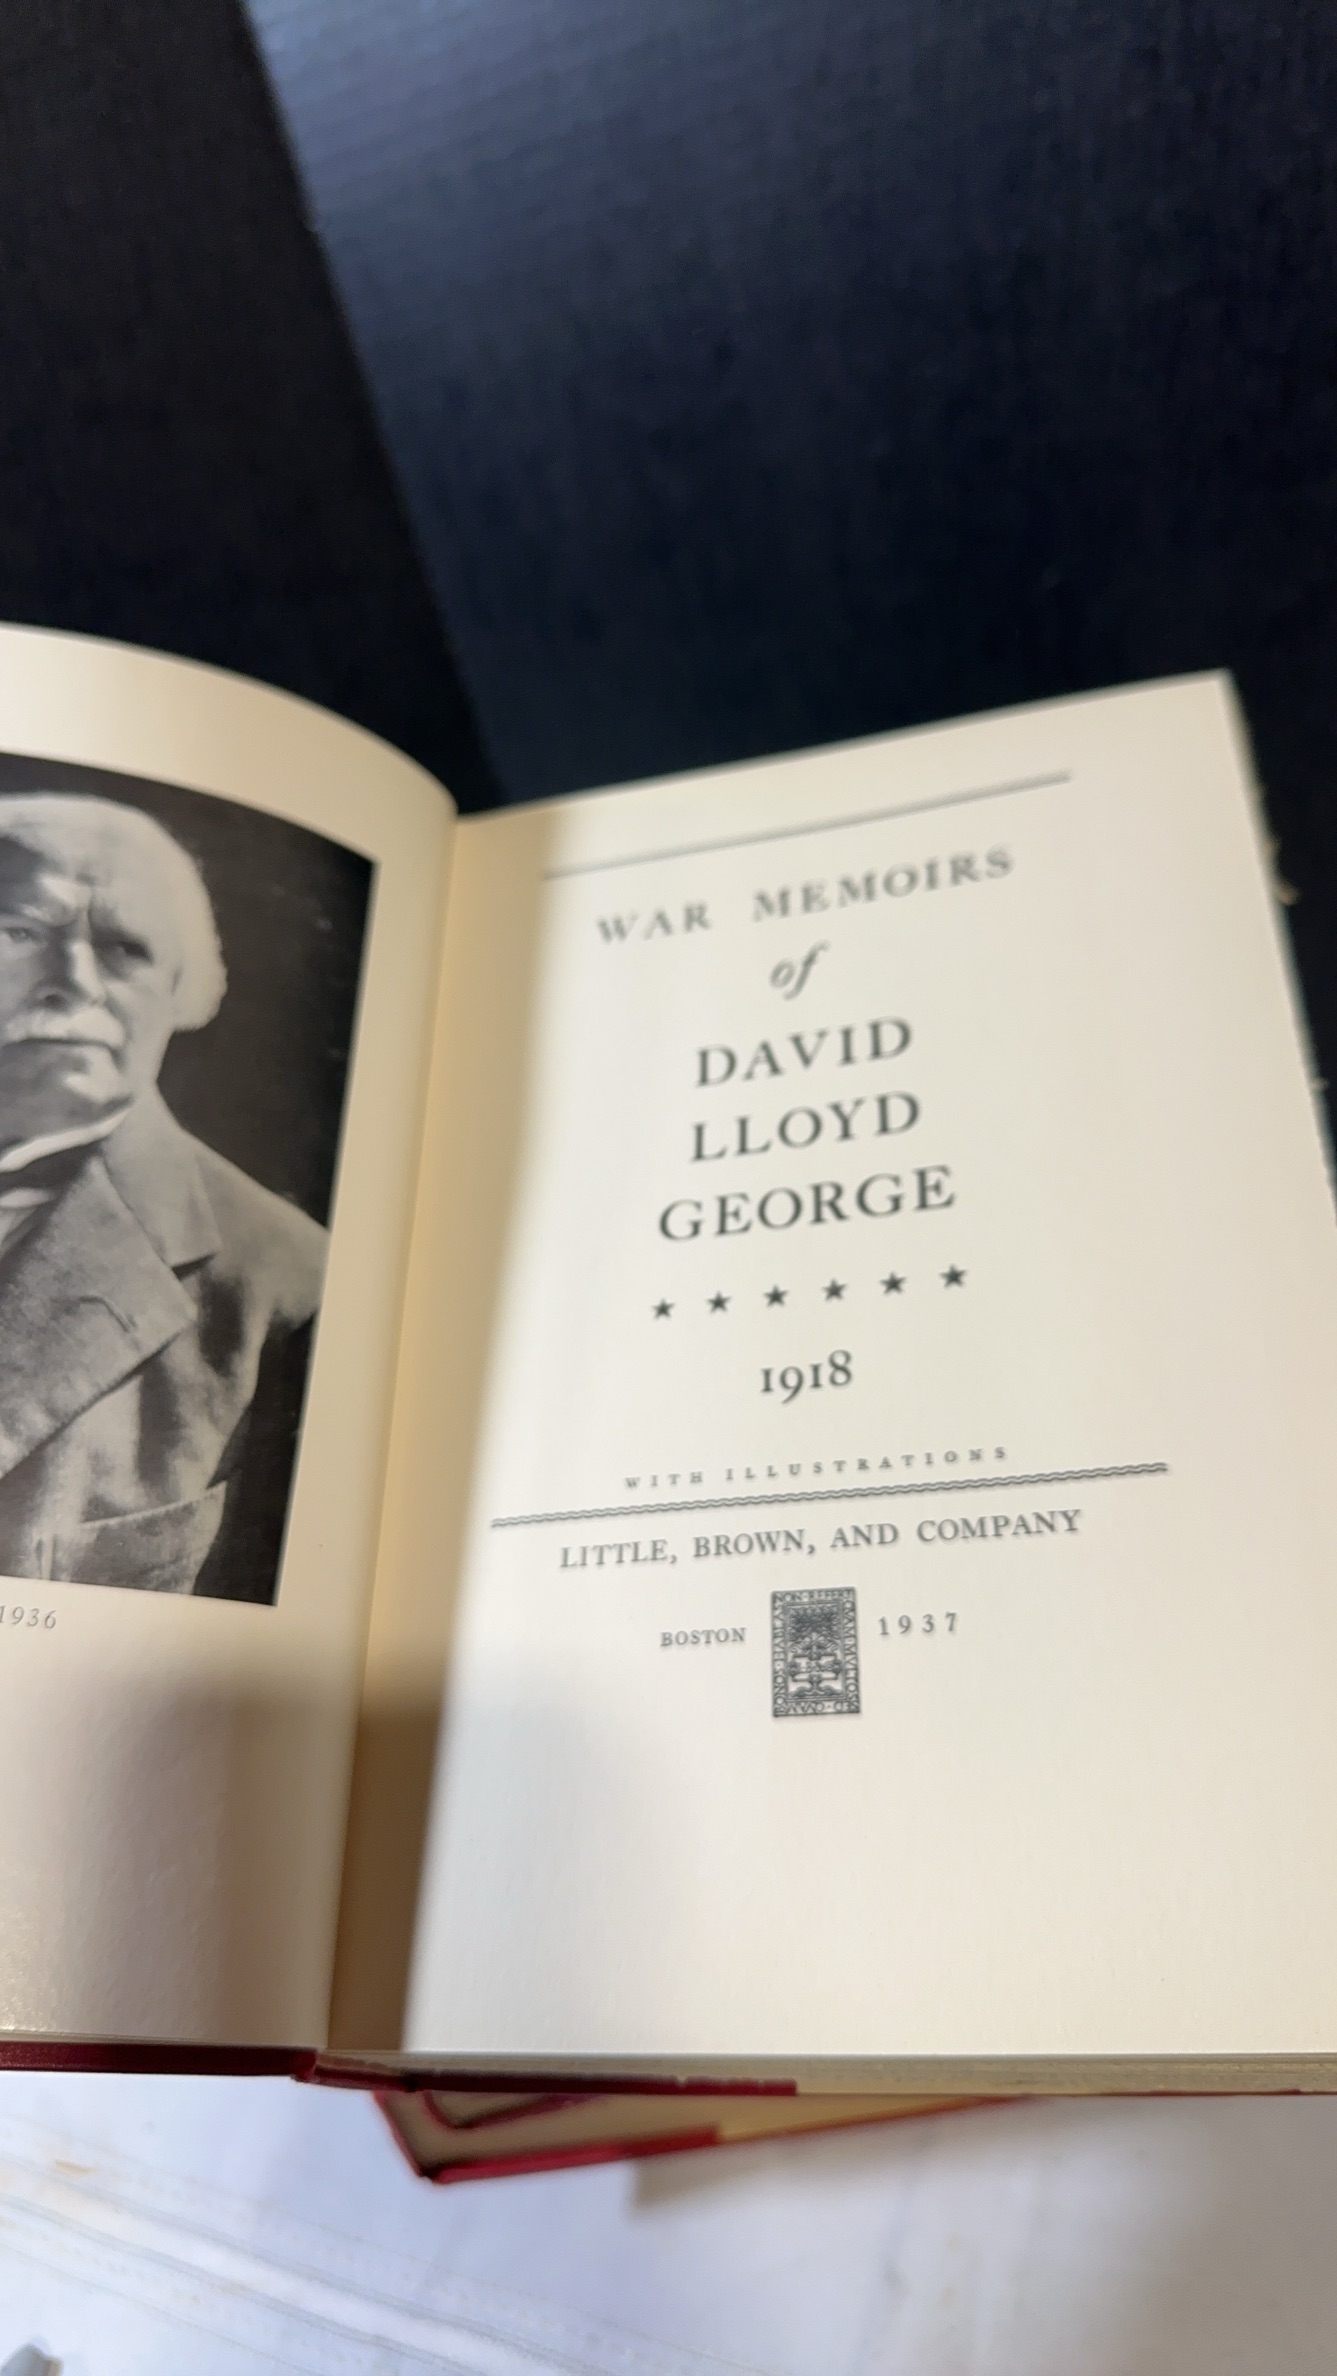 1936
WAR MEMOIRS
of
DAVID
LLOYD
GEORGE
★ ★ ★ ★ ★ ★
1918
WITH ILLUSTRATIONS
LITTLE, BROWN, AND COMPANY
BOSTON 1937